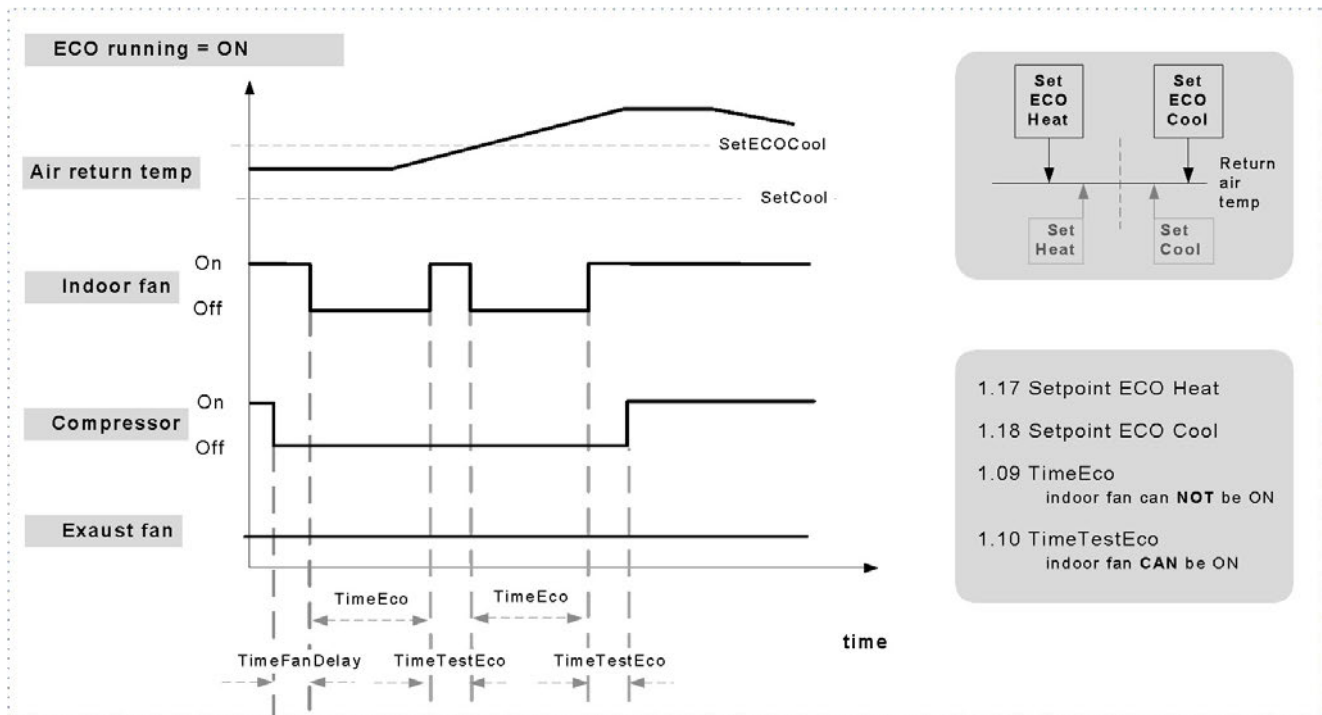 ECO running = ON
Air return temp
SetECOCool
SetCool
Indoor fan
On
Off
Compressor
On
Off
Exaust fan
TimeEco
TimeEco
time
TimeFanDelay
TimeTestEco
TimeTestEco
Set
ECO
Heat
Set
ECO
Cool
Return
air
temp
Set
Heat
Set
Cool
1.17 Setpoint ECO Heat
1.18 Setpoint ECO Cool
1.09 TimeEco
indoor fan can NOT be ON
1.10 TimeTestEco
indoor fan CAN be ON